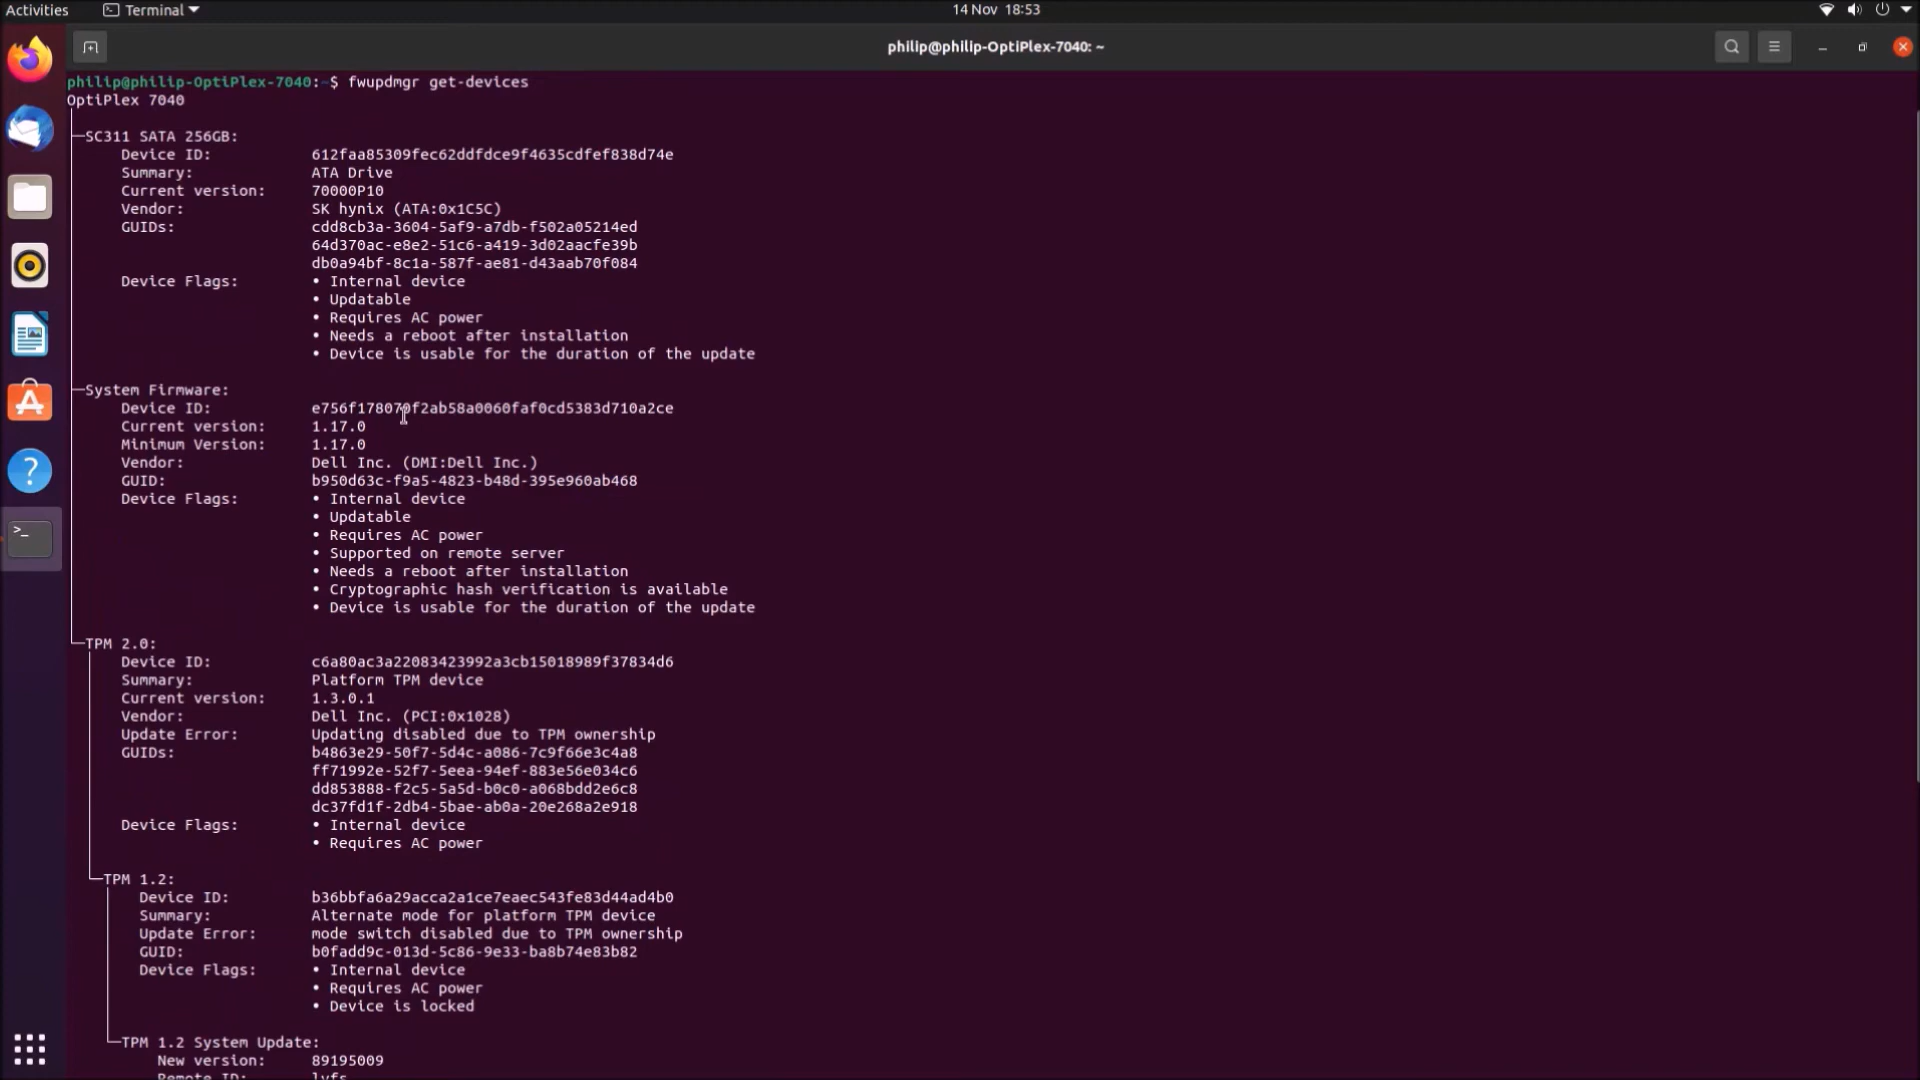 Activities
Terminal
14 Nov 18:53
philip@philip-OptiPlex-7040: ~
philip@philip-OptiPlex-7040:~$ fwupdmgr get-devices
OptiPlex 7040
SC311 SATA 256GB:
Device ID: 612faa85309fec62ddfdce9f4635cdfef838d74e
Summary: ATA Drive
Current version: 70000P10
Vendor: SK hynix (ATA:0x1C5C)
GUIDs: cdd8cb3a-3604-5af9-a7db-f502a05214ed
64d370ac-e8e2-51c6-a419-3d02aacfe39b
db0a94bf-8c1a-587f-ae81-d43aab70f084
Device Flags: • Internal device
• Updatable
• Requires AC power
• Needs a reboot after installation
• Device is usable for the duration of the update
System Firmware:
Device ID: e756f178070f2ab58a0060faf0cd5383d710a2ce
Current version: 1.17.0
Minimum Version: 1.17.0
Vendor: Dell Inc. (DMI:Dell Inc.)
GUID: b950d63c-f9a5-4823-b48d-395e960ab468
Device Flags: • Internal device
• Updatable
• Requires AC power
• Supported on remote server
• Needs a reboot after installation
• Cryptographic hash verification is available
• Device is usable for the duration of the update
TPM 2.0:
Device ID: c6a80ac3a22083423992a3cb15018989f37834d6
Summary: Platform TPM device
Current version: 1.3.0.1
Vendor: Dell Inc. (PCI:0x1028)
Update Error: Updating disabled due to TPM ownership
GUIDs: b4863e29-50f7-5d4c-a086-7c9f66e3c4a8
ff71992e-52f7-5eea-94ef-883e56e034c6
dd853888-f2c5-5a5d-b0c0-a068bdd2e6c8
dc37fd1f-2db4-5bae-ab0a-20e268a2e918
Device Flags: • Internal device
• Requires AC power
TPM 1.2:
Device ID: b36bbfa6a29acca2a1ce7eaec543fe83d44ad4b0
Summary: Alternate mode for platform TPM device
Update Error: mode switch disabled due to TPM ownership
GUID: b0fadd9c-013d-5c86-9e33-ba8b74e83b82
Device Flags: • Internal device
• Requires AC power
• Device is locked
TPM 1.2 System Update:
New version: 89195009
Remote ID: lvfs